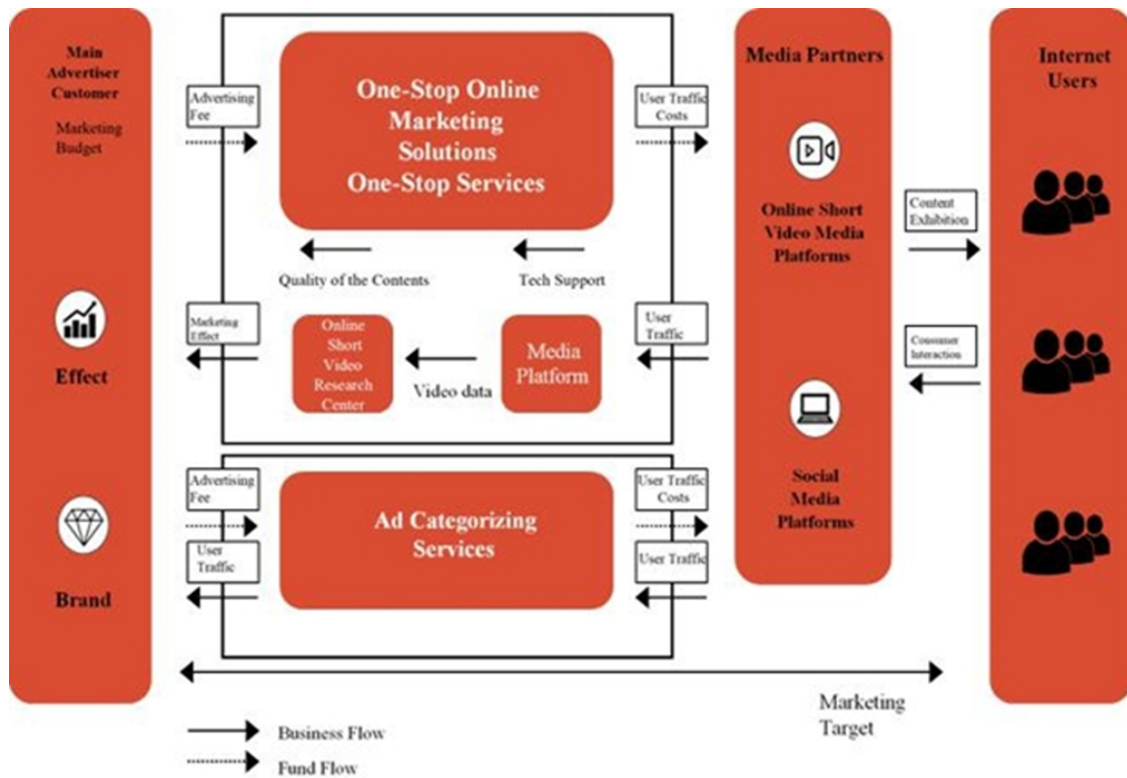 Main
Advertiser
Customer
Marketing
Budget
Effect
Brand
Advertising
Fee
One-Stop Online
Marketing
Solutions
One-Stop Services
User Traffic
Costs
Quality of the Contents
Tech Support
Marketing
Effect
Online
Short
Video
Research
Center
Video data
Media
Platform
User
Traffic
Advertising
Fee
User
Traffic
Ad Categorizing
Services
User Traffic
Costs
User Traffic
Media Partners
Online Short
Video Media
Platforms
Social
Media
Platforms
Content
Exhibition
Consumer
Interaction
Internet
Users
Marketing
Target
Business Flow
Fund Flow